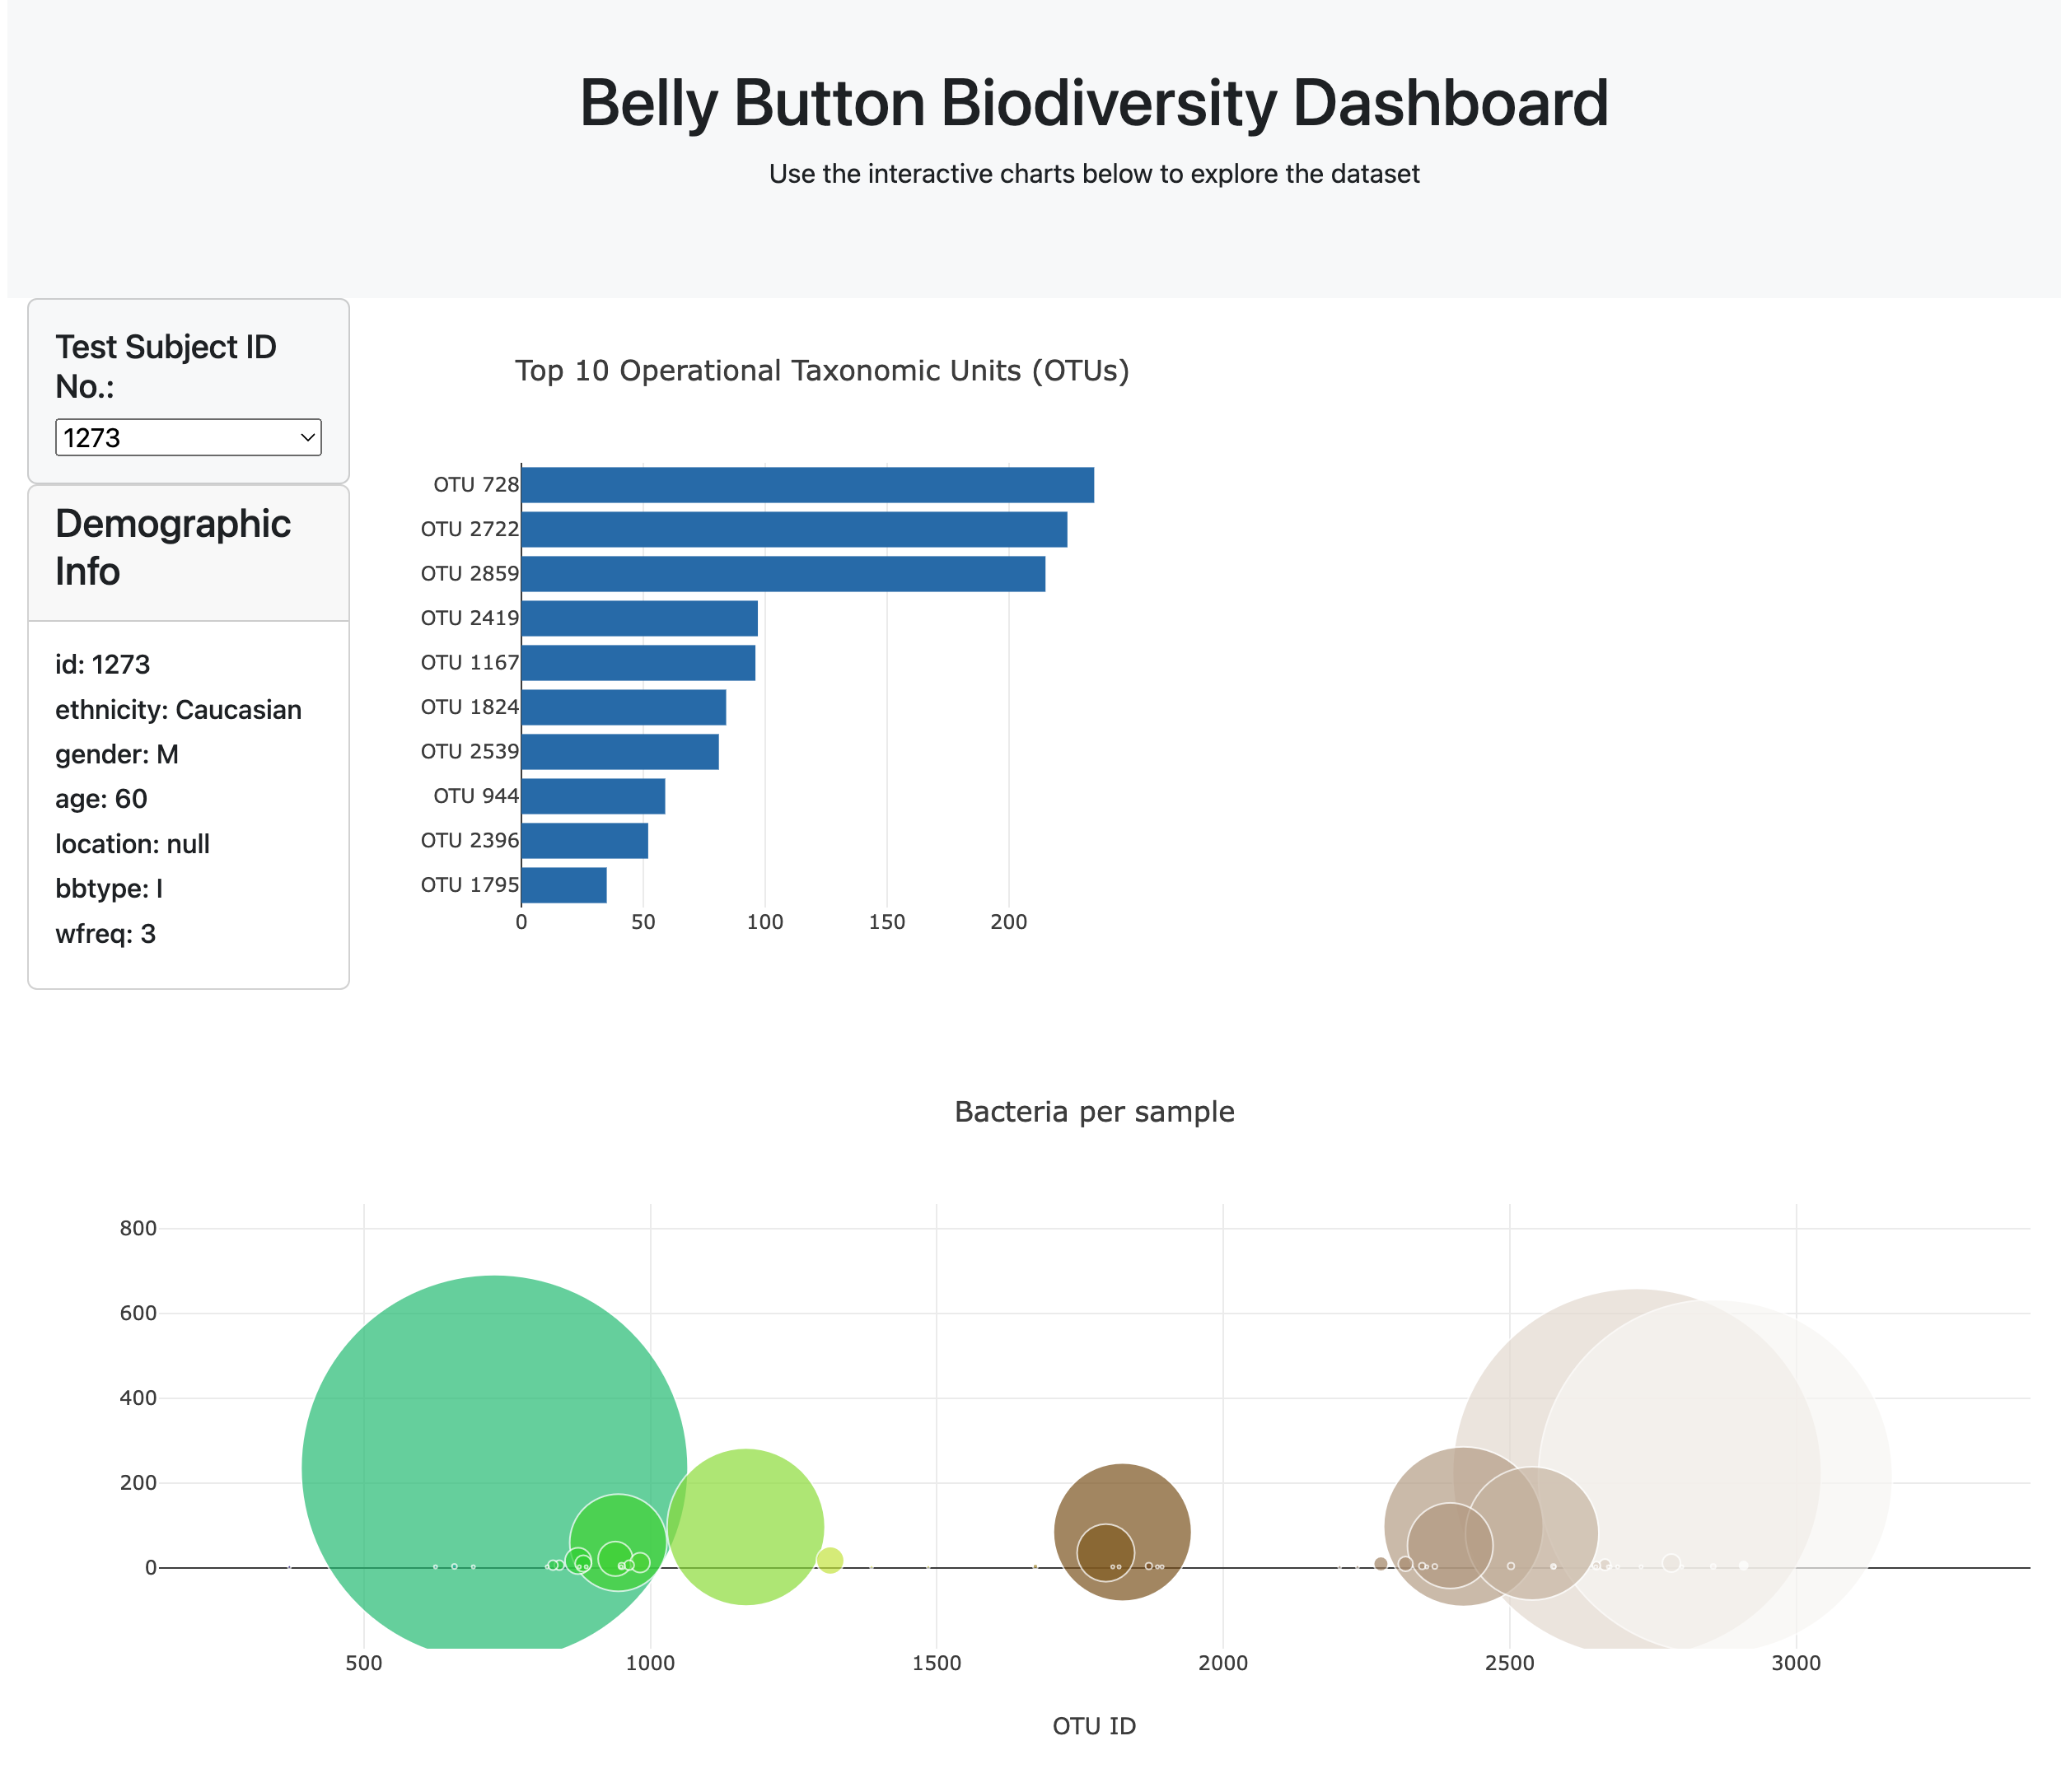 Belly Button Biodiversity Dashboard
Use the interactive charts below to explore the dataset
Test Subject ID
No.:
1273
Demographic
Info
id: 1273
ethnicity: Caucasian
gender: M
age: 60
location: null
bbtype: I
wfreq: 3
Top 10 Operational Taxonomic Units (OTUs)
OTU 728
OTU 2722
OTU 2859
OTU 2419
OTU 1167
OTU 1824
OTU 2539
OTU 944
OTU 2396
OTU 1795
0 50 100 150 200
Bacteria per sample
800
600
400
200
0
500 1000 1500 2000 2500 3000
OTU ID